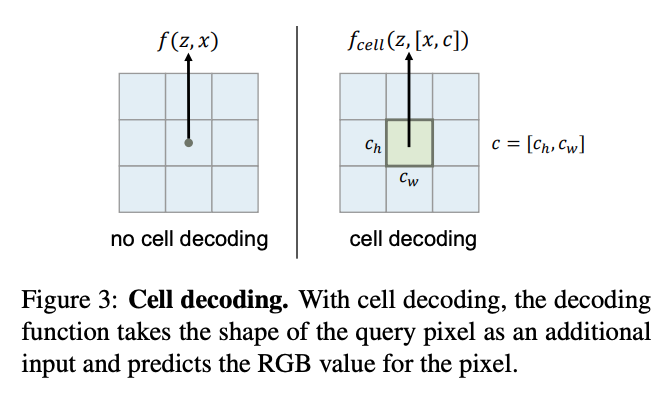 f(z, x)
f_cell(z, [x, c])
c_h
c_w
c = [c_h, c_w]
no cell decoding
cell decoding
Figure 3: Cell decoding. With cell decoding, the decoding
function takes the shape of the query pixel as an additional
input and predicts the RGB value for the pixel.